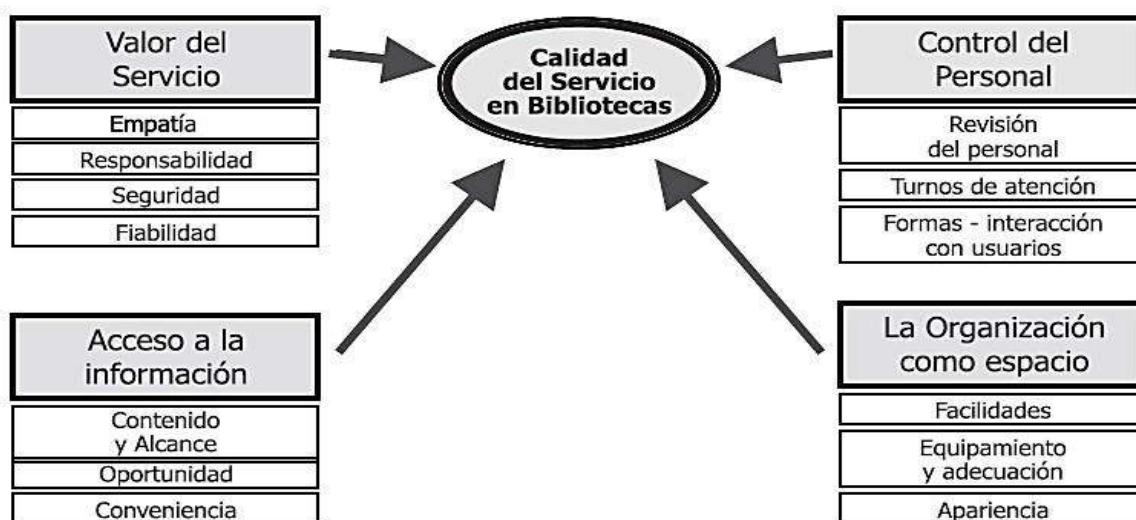 Valor del
Servicio
Empatía
Responsabilidad
Seguridad
Fiabilidad
Calidad
del Servicio
en Bibliotecas
Control del
Personal
Revisión
del personal
Turnos de atención
Formas - interacción
con usuarios
Acceso a la
información
Contenido
y Alcance
Oportunidad
Conveniencia
La Organización
como espacio
Facilidades
Equipamiento
y adecuación
Apariencia